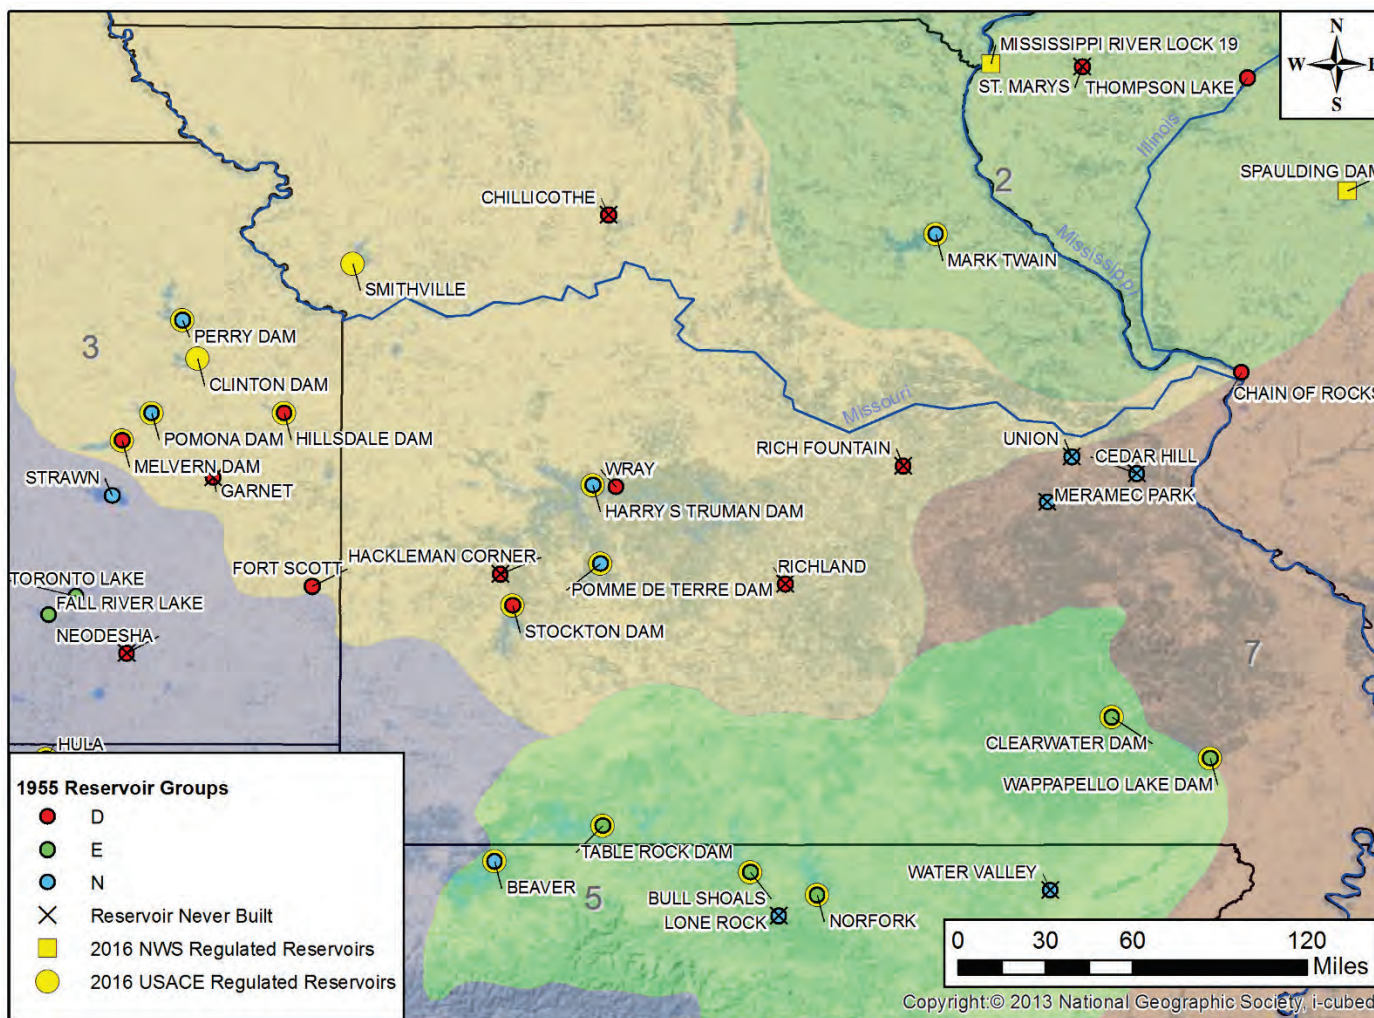 N
W E
S
MISSISSIPPI RIVER LOCK 19
ST. MARYS
THOMPSON LAKE
Illinois
SPAULDING DAM
2
CHILLICOTHE
Mississippi
MARK TWAIN
SMITHVILLE
PERRY DAM
3
CLINTON DAM
CHAIN OF ROCKS
Missouri
POMONA DAM
HILLSDALE DAM
RICH FOUNTAIN
UNION
CEDAR HILL
MELVERN DAM
STRAWN
GARNET
WRAY
MERAMEC PARK
HARRY S TRUMAN DAM
HACKLEMAN CORNER
FORT SCOTT
RICHLAND
TORONTO LAKE
POMME DE TERRE DAM
FALL RIVER LAKE
STOCKTON DAM
NEODESHA
7
HULA
CLEARWATER DAM
WAPPAPELLO LAKE DAM
1955 Reservoir Groups
D
E
N
Reservoir Never Built
2016 NWS Regulated Reservoirs
2016 USACE Regulated Reservoirs
TABLE ROCK DAM
BEAVER
5
BULL SHOALS
LONE ROCK
NORFORK
WATER VALLEY
0 30 60 120
Miles
Copyright:© 2013 National Geographic Society, i-cubed